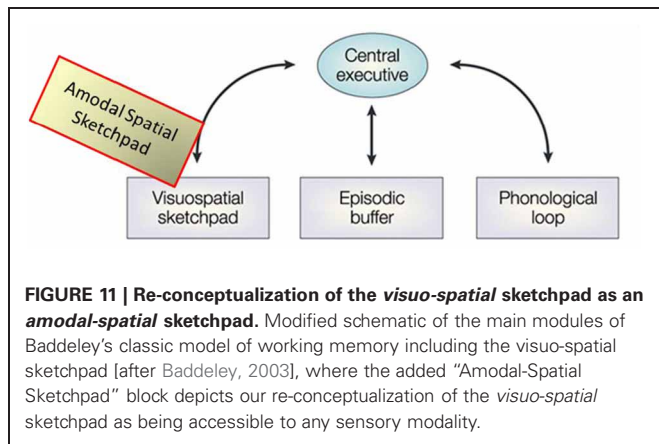 Central
executive
Amodal Spatial
Sketchpad
Visuospatial
sketchpad
Episodic
buffer
Phonological
loop
FIGURE 11 | Re-conceptualization of the visuo-spatial sketchpad as an
amodal-spatial sketchpad. Modified schematic of the main modules of
Baddeley's classic model of working memory including the visuo-spatial
sketchpad [after Baddeley, 2003], where the added "Amodal-Spatial
Sketchpad" block depicts our re-conceptualization of the visuo-spatial
sketchpad as being accessible to any sensory modality.